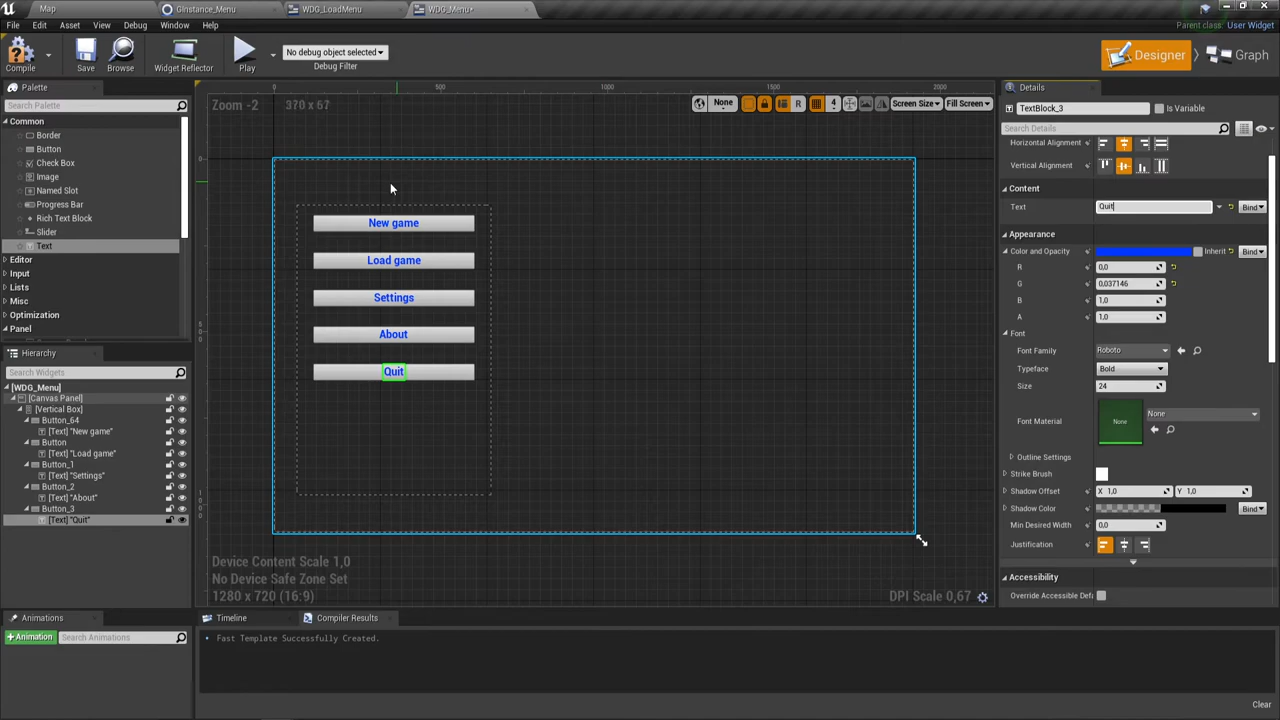 Map
GInstance_Menu
WDG_LoadMenu
WDG_Menu*
File Edit Asset View Debug Window Help
Parent class: User Widget
Compile
Save
Browse
Widget Reflector
Play
No debug object selected
Debug Filter
Designer
Graph
Palette
Search Palette
Common
Border
Button
Check Box
Image
Named Slot
Progress Bar
Rich Text Block
Slider
Text
Editor
Input
Lists
Misc
Optimization
Panel
Hierarchy
Search Widgets
[WDG_Menu]
[Canvas Panel]
[Vertical Box]
Button_64
[Text] "New game"
Button
[Text] "Load game"
Button_1
[Text] "Settings"
Button_2
[Text] "About"
Button_3
[Text] "Quit"
Animations
+Animation
Search Animations
Zoom -2
370 x 67
0 500 1000 1500 2000
None
R
4
Screen Size
Fill Screen
New game
Load game
Settings
About
Quit
Device Content Scale 1,0
No Device Safe Zone Set
1280 x 720 (16:9)
DPI Scale 0,67
Timeline
Compiler Results
Fast Template Successfully Created.
Clear
Details
TextBlock_3
Is Variable
Search Details
Horizontal Alignment
Vertical Alignment
Content
Text
Quit
Bind
Appearance
Color and Opacity
Inherit
Bind
R 0,0
G 0,037146
B 1,0
A 1,0
Font
Font Family Roboto
Typeface Bold
Size 24
Font Material
None
None
Outline Settings
Strike Brush
Shadow Offset X 1,0 Y 1,0
Shadow Color
Bind
Min Desired Width 0,0
Justification
Accessibility
Override Accessible Defa